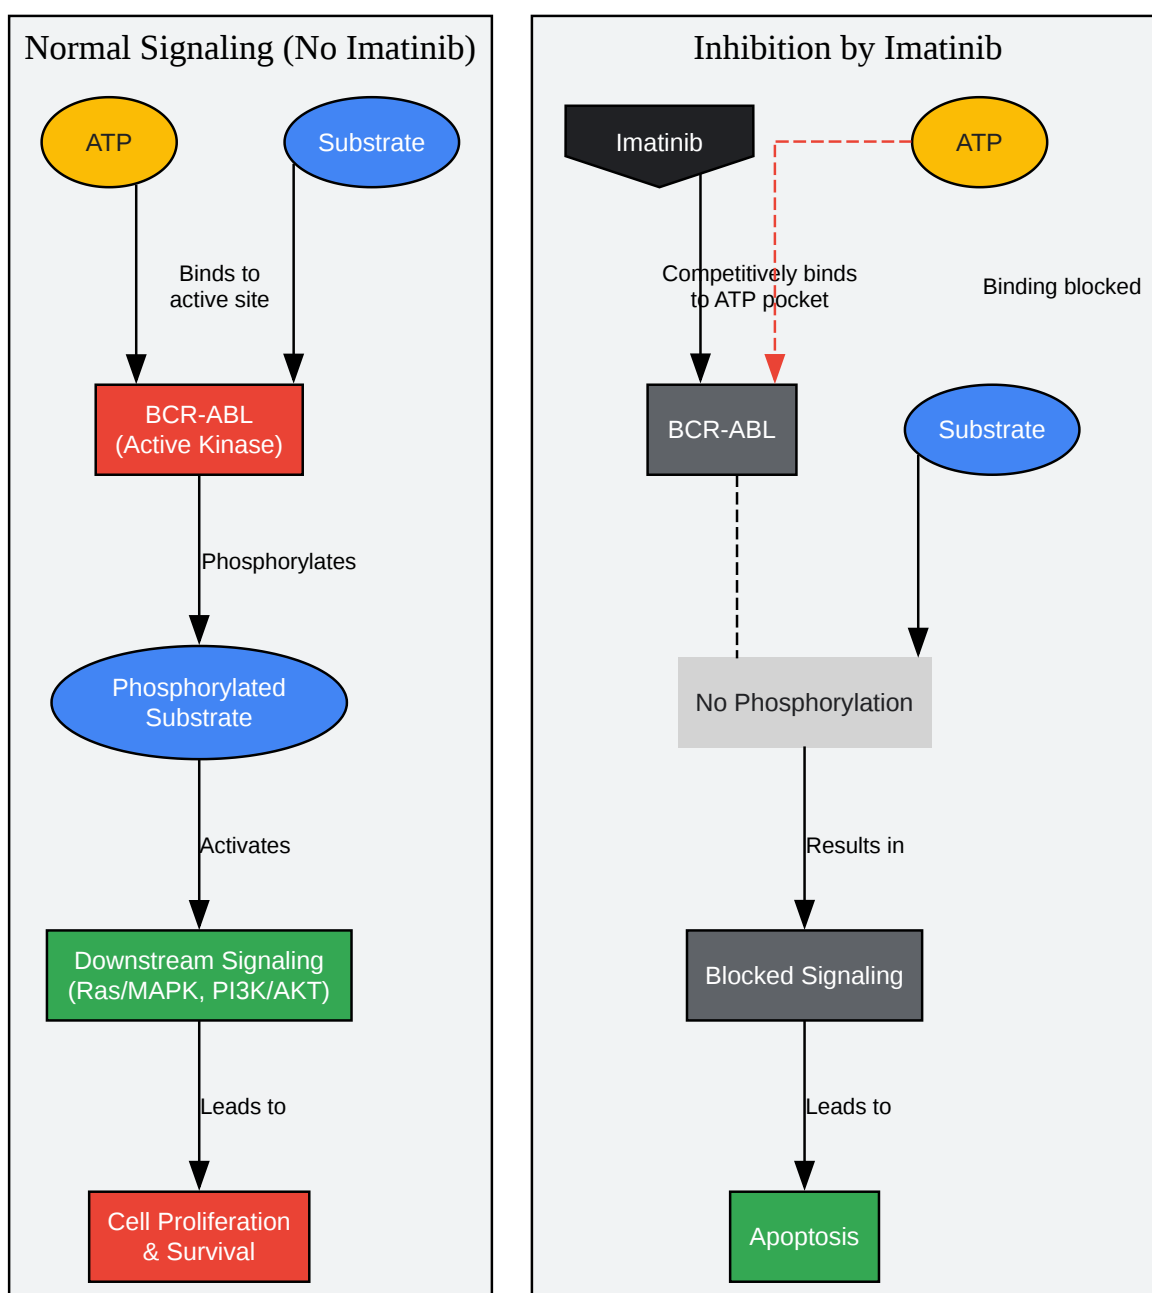 Normal Signaling (No Imatinib)
ATP
Substrate
Binds to
active site
BCR-ABL
(Active Kinase)
Phosphorylates
Phosphorylated
Substrate
Activates
Downstream Signaling
(Ras/MAPK, PI3K/AKT)
Leads to
Cell Proliferation
& Survival
Inhibition by Imatinib
Imatinib
ATP
Competitively binds
to ATP pocket
Binding blocked
BCR-ABL
Substrate
No Phosphorylation
Results in
Blocked Signaling
Leads to
Apoptosis